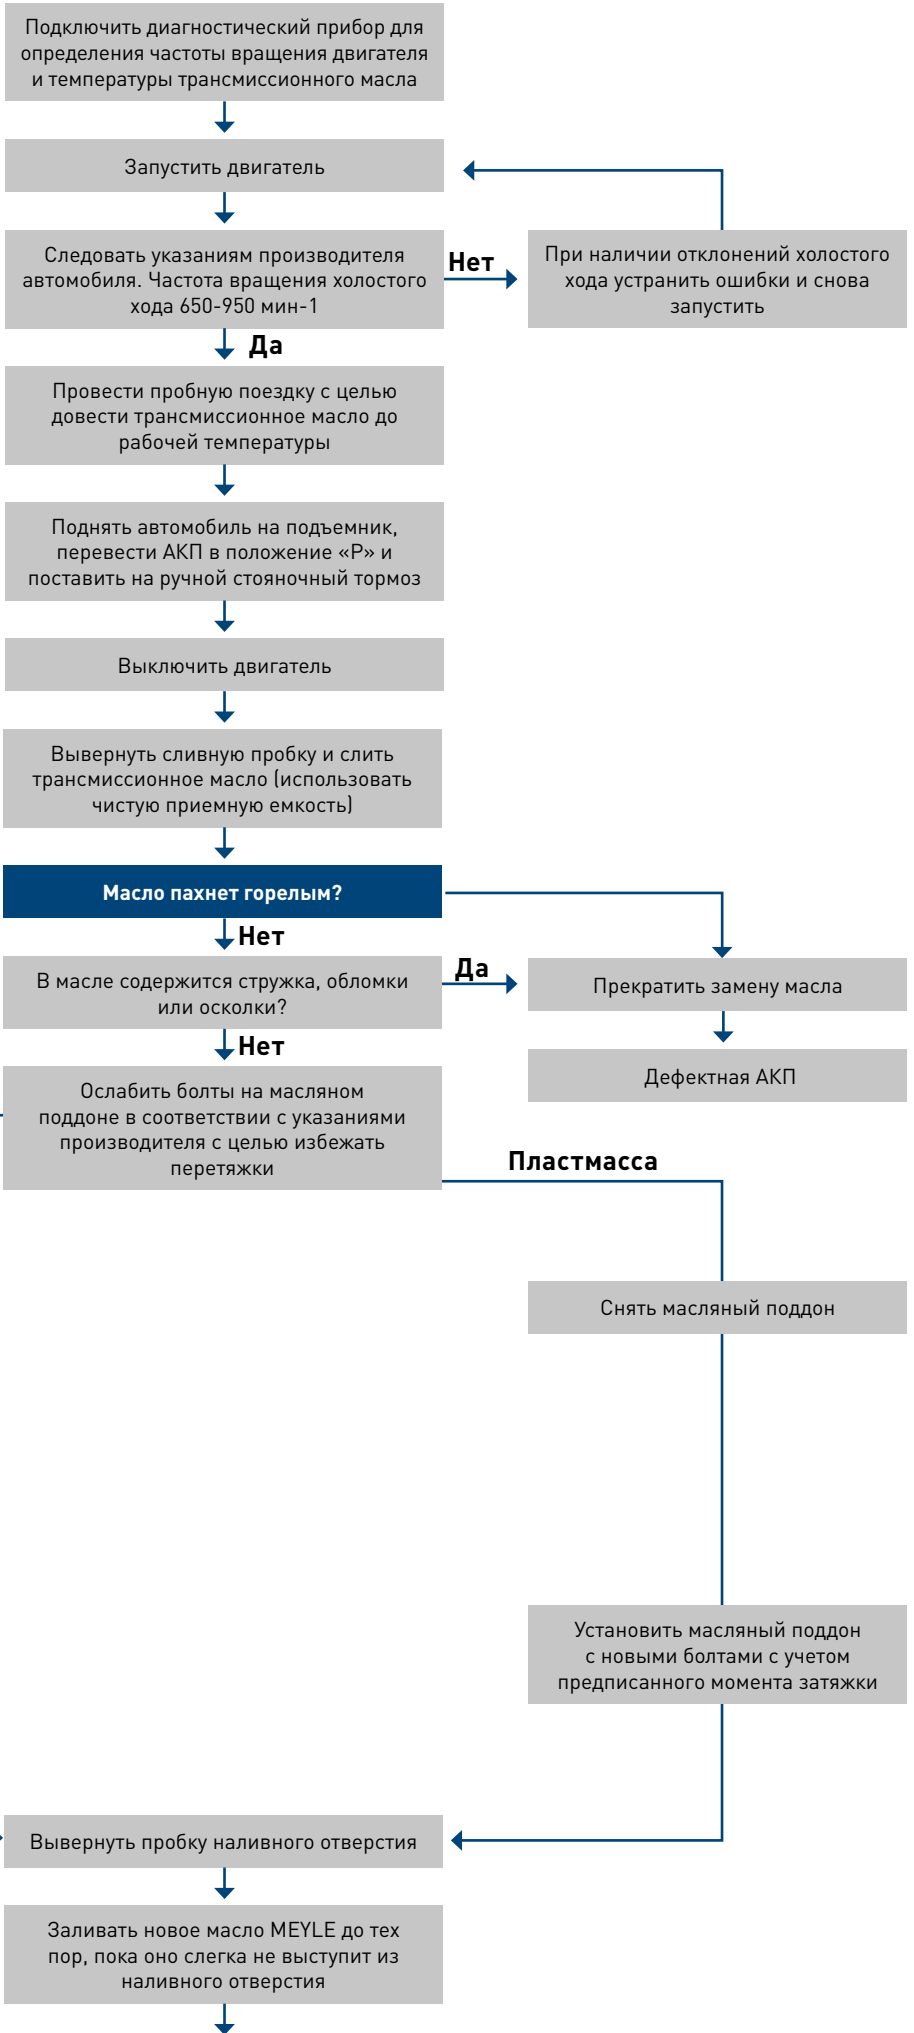 Подключить диагностический прибор для
определения частоты вращения двигателя
и температуры трансмиссионного масла
Запустить двигатель
Следовать указаниям производителя
автомобиля. Частота вращения холостого
хода 650-950 мин-1
Нет
При наличии отклонений холостого
хода устранить ошибки и снова
запустить
Да
Провести пробную поездку с целью
довести трансмиссионное масло до
рабочей температуры
Поднять автомобиль на подъемник,
перевести АКП в положение «P» и
поставить на ручной стояночный тормоз
Выключить двигатель
Вывернуть сливную пробку и слить
трансмиссионное масло (использовать
чистую приемную емкость)
Масло пахнет горелым?
Нет
В масле содержится стружка, обломки
или осколки?
Да
Прекратить замену масла
Нет
Дефектная АКП
Ослабить болты на масляном
поддоне в соответствии с указаниями
производителя с целью избежать
перетяжки
Пластмасса
Снять масляный поддон
Установить масляный поддон
с новыми болтами с учетом
предписанного момента затяжки
Вывернуть пробку наливного отверстия
Заливать новое масло MEYLE до тех
пор, пока оно слегка не выступит из
наливного отверстия